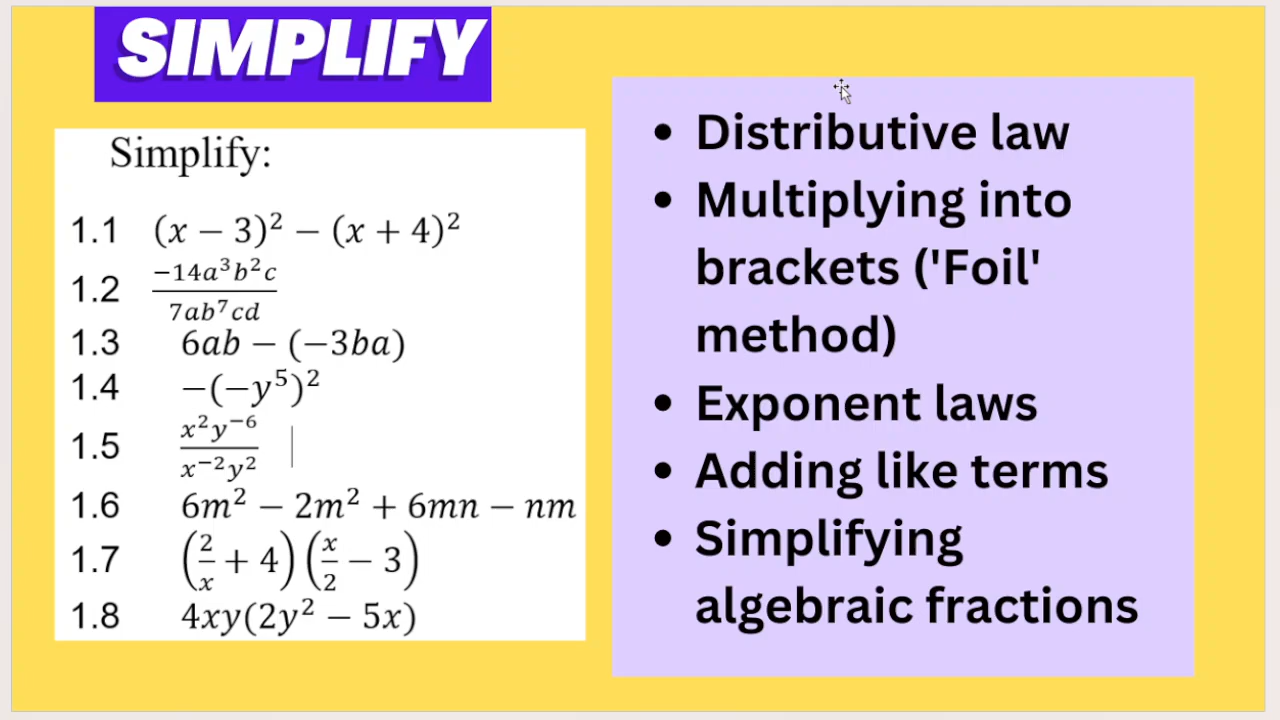 SIMPLIFY
Simplify:
1.1 (x − 3)² − (x + 4)²
1.2 −14a³b²c / 7ab⁷cd
1.3 6ab − (−3ba)
1.4 −(−y⁵)²
1.5 x²y⁻⁶ / x⁻²y²
1.6 6m² − 2m² + 6mn − nm
1.7 (2/x + 4)(x/2 − 3)
1.8 4xy(2y² − 5x)
• Distributive law
• Multiplying into
brackets ('Foil'
method)
• Exponent laws
• Adding like terms
• Simplifying
algebraic fractions